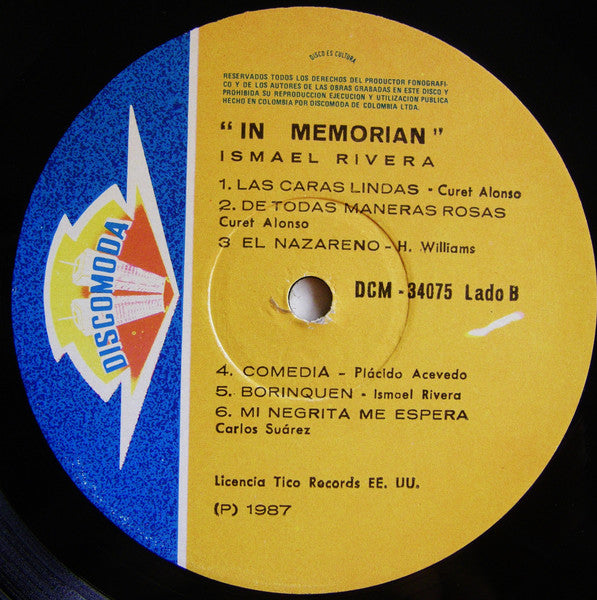 DISCO ES CULTURA
RESERVADOS TODOS LOS DERECHOS DEL PRODUCTOR FONOGRAFI-
CO Y DE LOS AUTORES DE LAS OBRAS GRABADAS EN ESTE DISCO Y
PROHIBIDA SU REPRODUCCION EJECUCION Y UTILIZACION PUBLICA
HECHO EN COLOMBIA POR DISCOMODA DE COLOMBIA LTDA.
"IN MEMORIAN"
ISMAEL RIVERA
1. LAS CARAS LINDAS - Curet Alonso
2. DE TODAS MANERAS ROSAS
Curet Alonso
3 EL NAZARENO - H. Williams
DCM - 34075 Lado B
DISCOMODA
4. COMEDIA - Plácido Acevedo
5. BORINQUEN - Ismael Rivera
6. MI NEGRITA ME ESPERA
Carlos Suárez
Licencia Tico Records EE. UU.
(P) 1987